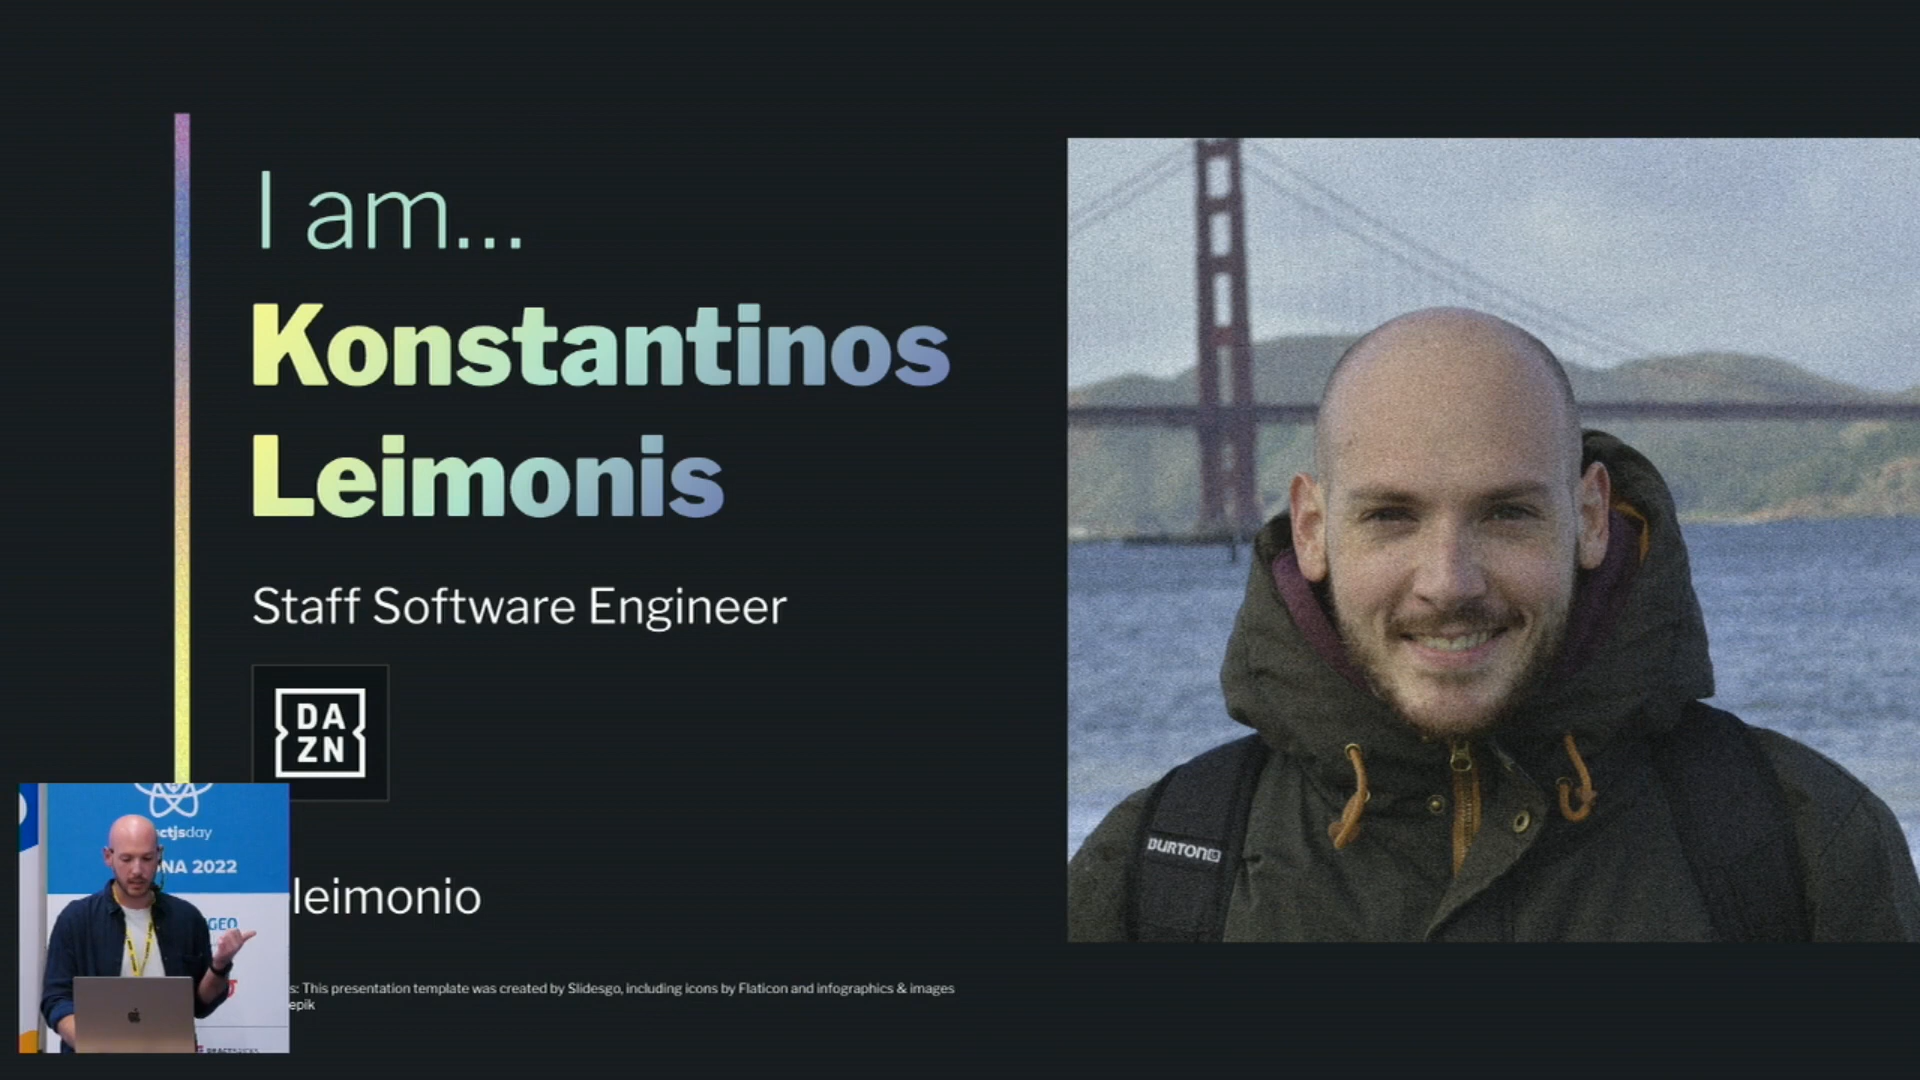 I am...
Konstantinos
Leimonis
Staff Software Engineer
DA
ZN
leimonio
s: This presentation template was created by Slidesgo, including icons by Flaticon and infographics & images
epik
BURTON
ctjsday
NA 2022
GEO